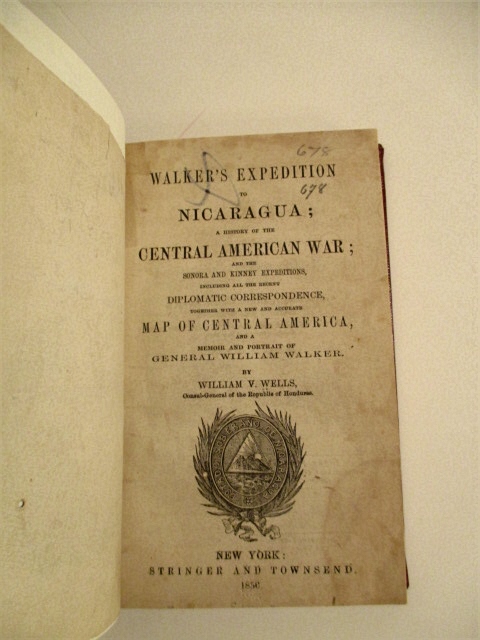 678
WALKER'S EXPEDITION
TO
678
NICARAGUA;
A HISTORY OF THE
CENTRAL AMERICAN WAR;
AND THE
SONORA AND KINNEY EXPEDITIONS,
INCLUDING ALL THE RECENT
DIPLOMATIC CORRESPONDENCE,
TOGETHER WITH A NEW AND ACCURATE
MAP OF CENTRAL AMERICA,
AND A
MEMOIR AND PORTRAIT OF
GENERAL WILLIAM WALKER.
BY
WILLIAM V. WELLS,
Consul-General of the Republic of Honduras.
NEW YORK:
STRINGER AND TOWNSEND.
1856.